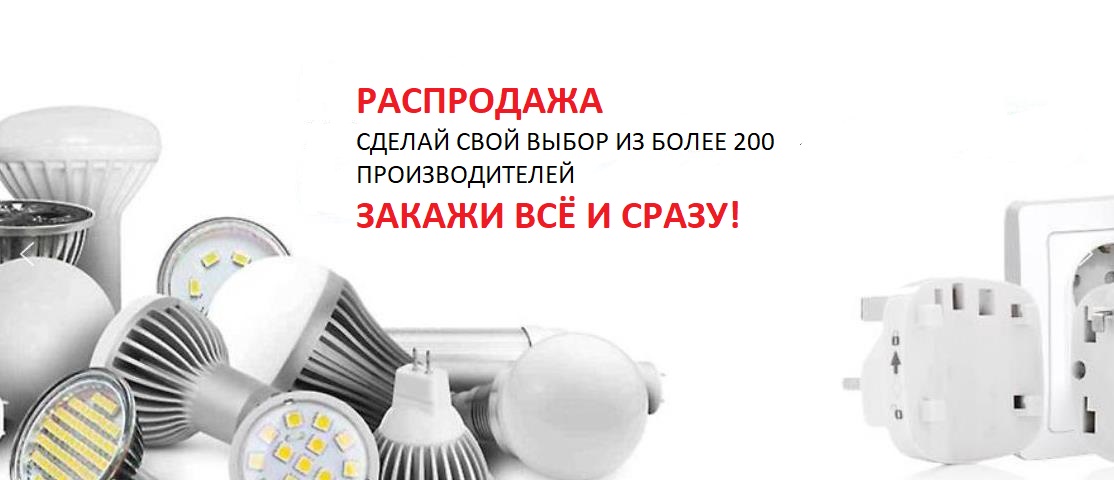 РАСПРОДАЖА
СДЕЛАЙ СВОЙ ВЫБОР ИЗ БОЛЕЕ 200
ПРОИЗВОДИТЕЛЕЙ
ЗАКАЖИ ВСЁ И СРАЗУ!